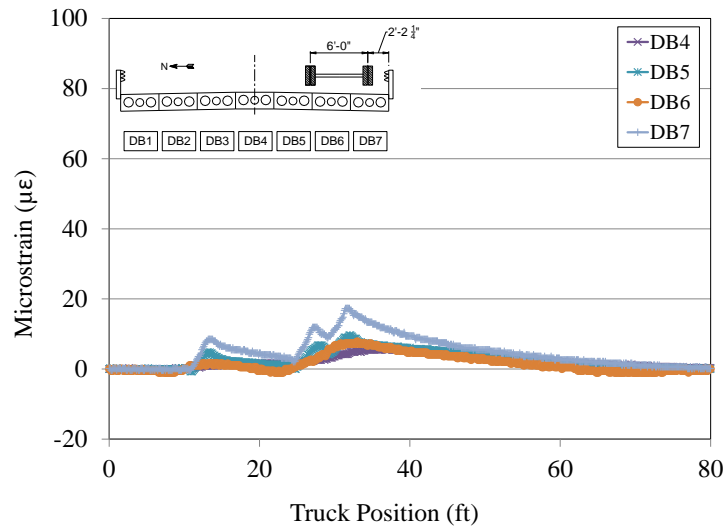 100
80
60
40
20
0
-20
Microstrain (με)
0
20
40
60
80
Truck Position (ft)
6'-0"
2'-2 1/4"
N
DB1 DB2 DB3 DB4 DB5 DB6 DB7
DB4
DB5
DB6
DB7